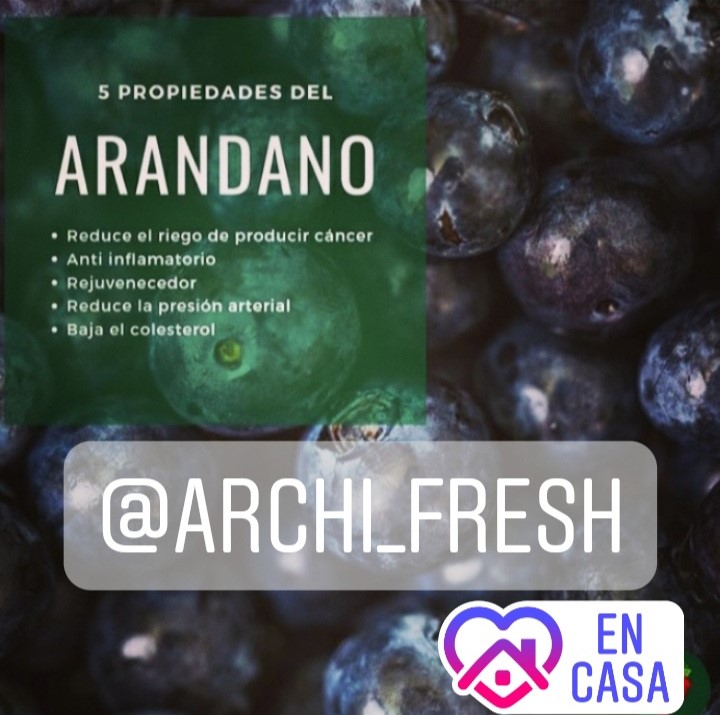 5 PROPIEDADES DEL
ARANDANO
• Reduce el riego de producir cáncer
• Anti inflamatorio
• Rejuvenecedor
• Reduce la presión arterial
• Baja el colesterol
@ARCHI_FRESH
EN
CASA